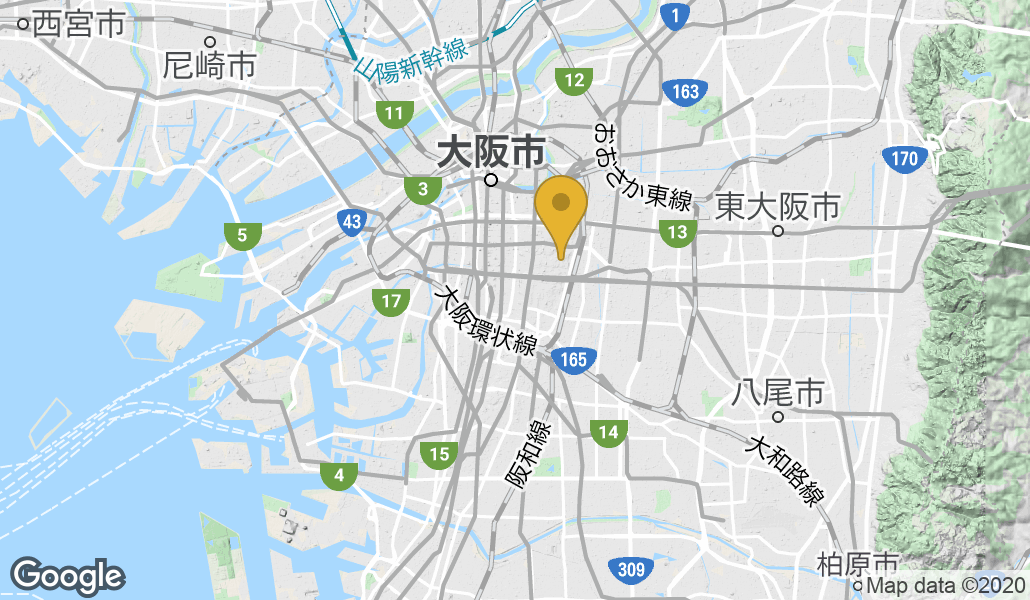 1
西宮市
尼崎市
山陽新幹線
12
163
11
大阪市
おおさか東線
170
3
東大阪市
43
5
13
17
大阪環状線
165
八尾市
14
阪和線
15
大和路線
4
柏原市
309
Google
Map data ©2020